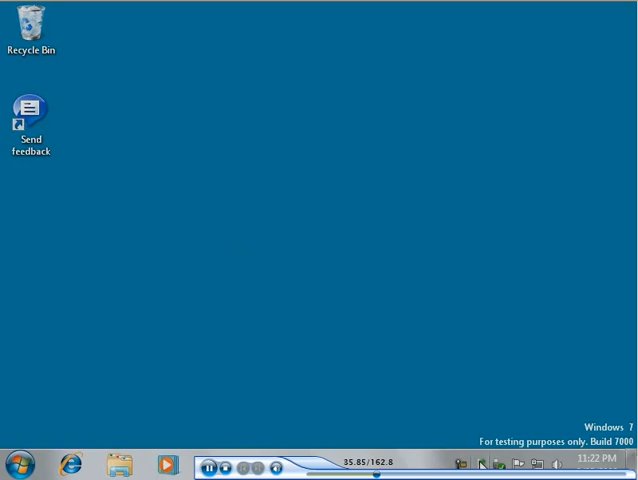 Recycle Bin
Send
feedback
Windows 7
For testing purposes only. Build 7000
35.85/162.8
11:22 PM